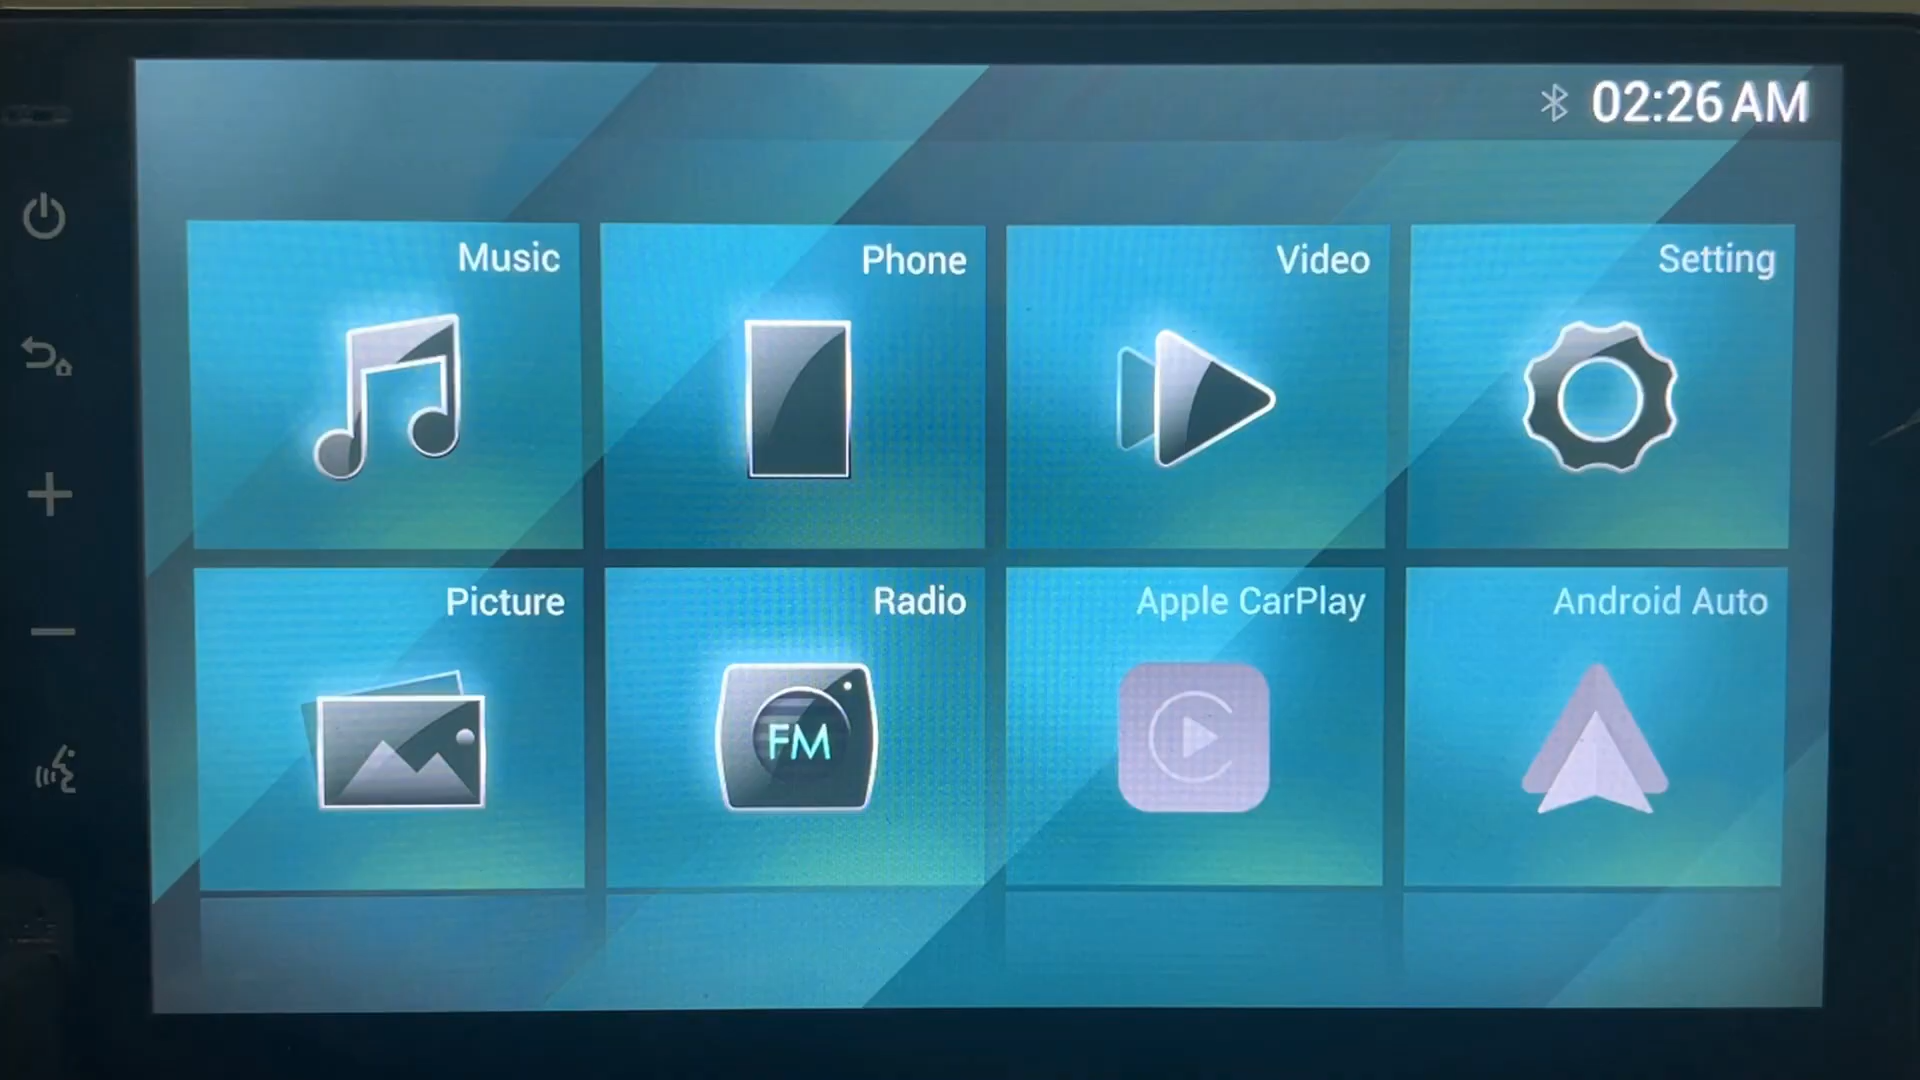 02:26 AM
Music
Phone
Video
Setting
Picture
Radio
Apple CarPlay
Android Auto
FM